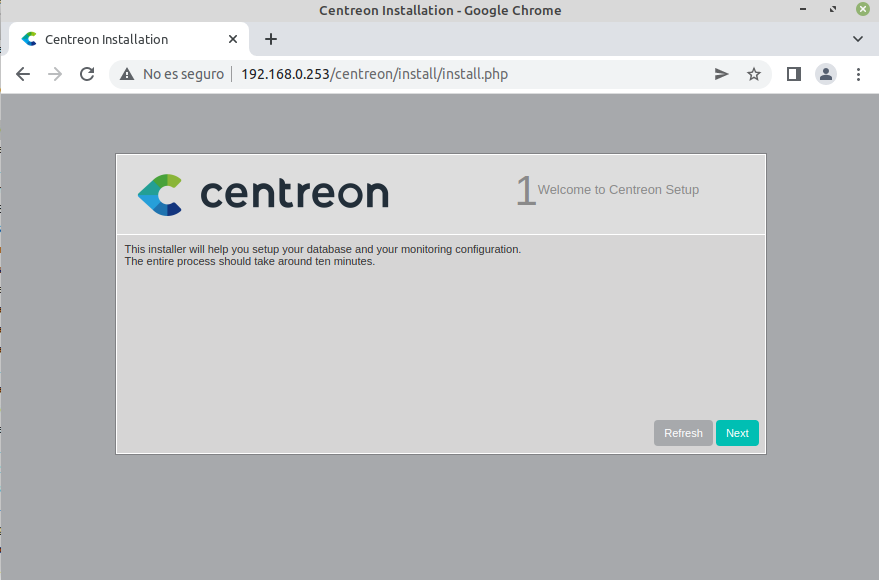 Centreon Installation - Google Chrome
Centreon Installation
No es seguro 192.168.0.253/centreon/install/install.php
centreon
1 Welcome to Centreon Setup
This installer will help you setup your database and your monitoring configuration.
The entire process should take around ten minutes.
Refresh Next